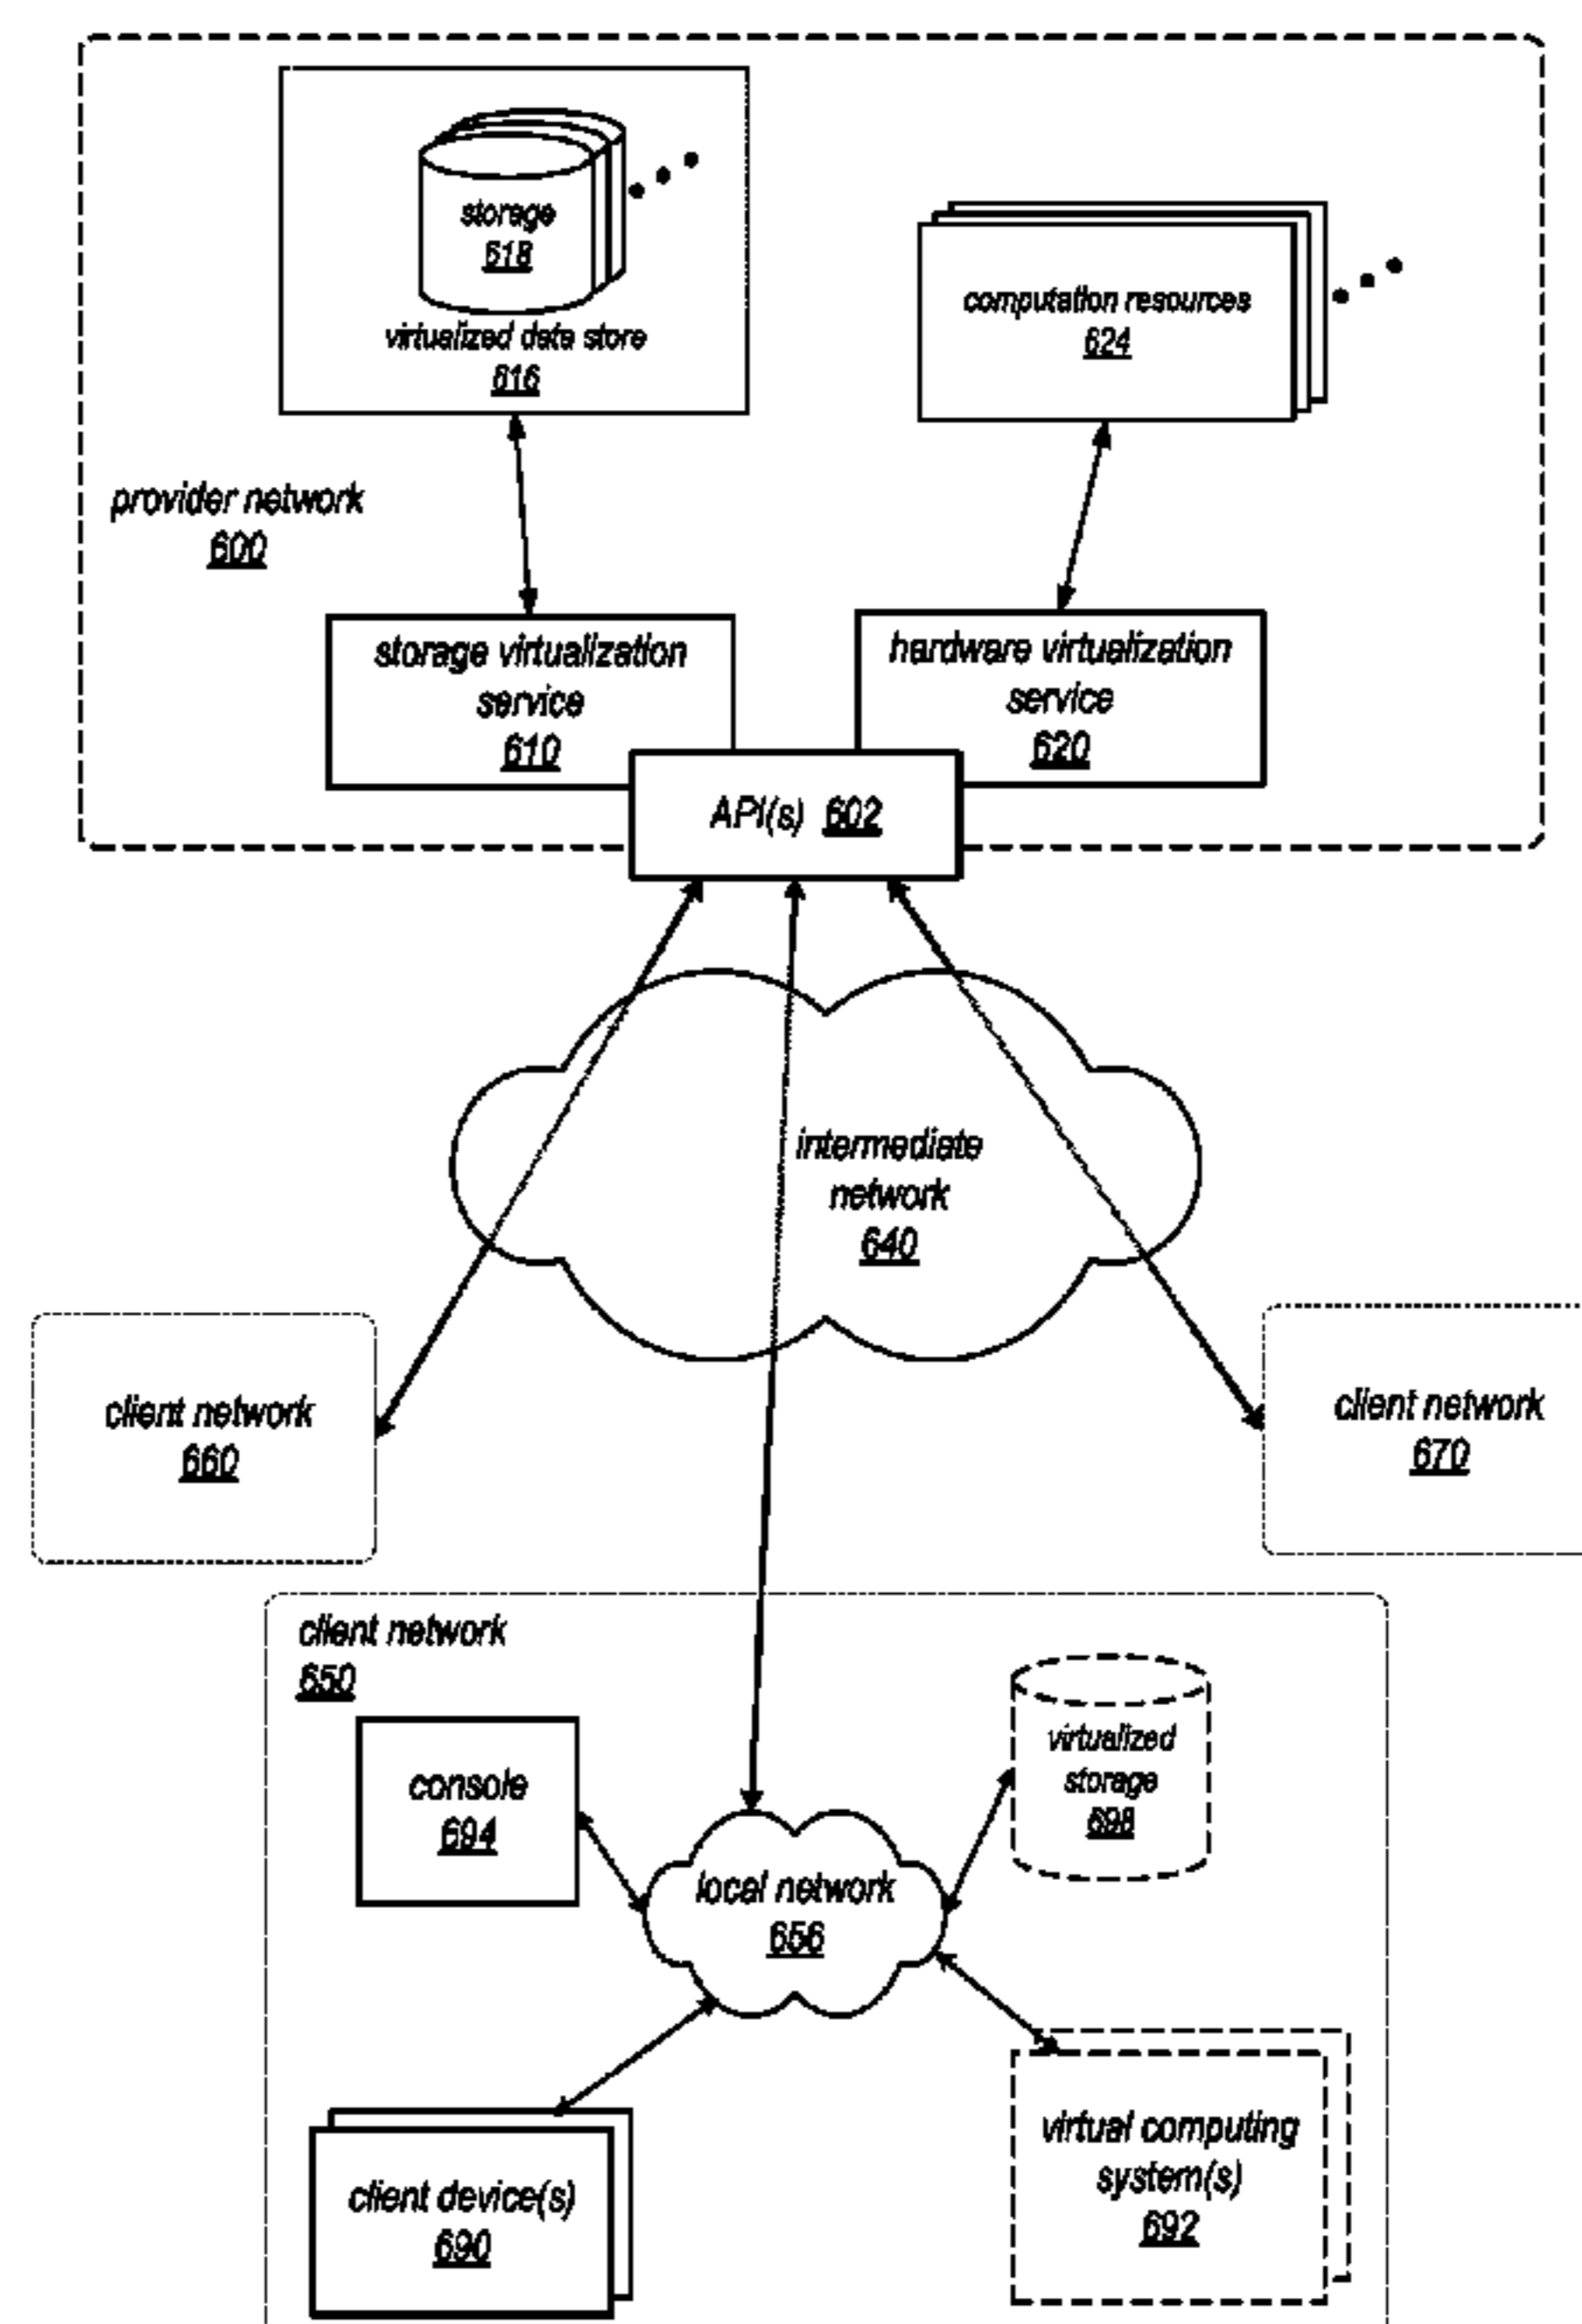 storage
618
virtualized data store
616
computation resources
624
provider network
600
storage virtualization
service
610
hardware virtualization
service
620
API(s) 602
intermediate
network
640
client network
660
client network
670
client network
650
console
694
virtualized
storage
698
local network
656
client device(s)
690
virtual computing
system(s)
692